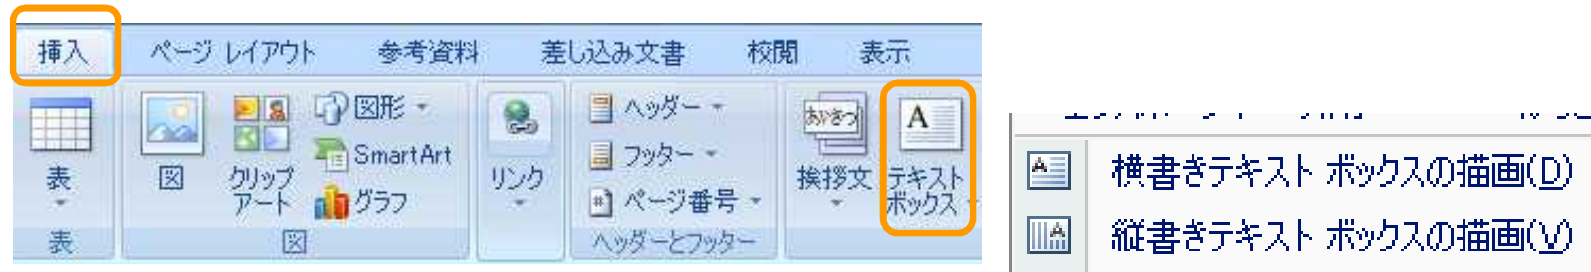 挿入 ページ レイアウト 参考資料 差し込み文書 校閲 表示
表
図
クリップ
アート
図形
SmartArt
グラフ
リンク
ヘッダー
フッター
ページ番号
あいさつ
挨拶文
A
テキスト
ボックス
表
図
ヘッダーとフッター
横書きテキスト ボックスの描画(D)
縦書きテキスト ボックスの描画(V)